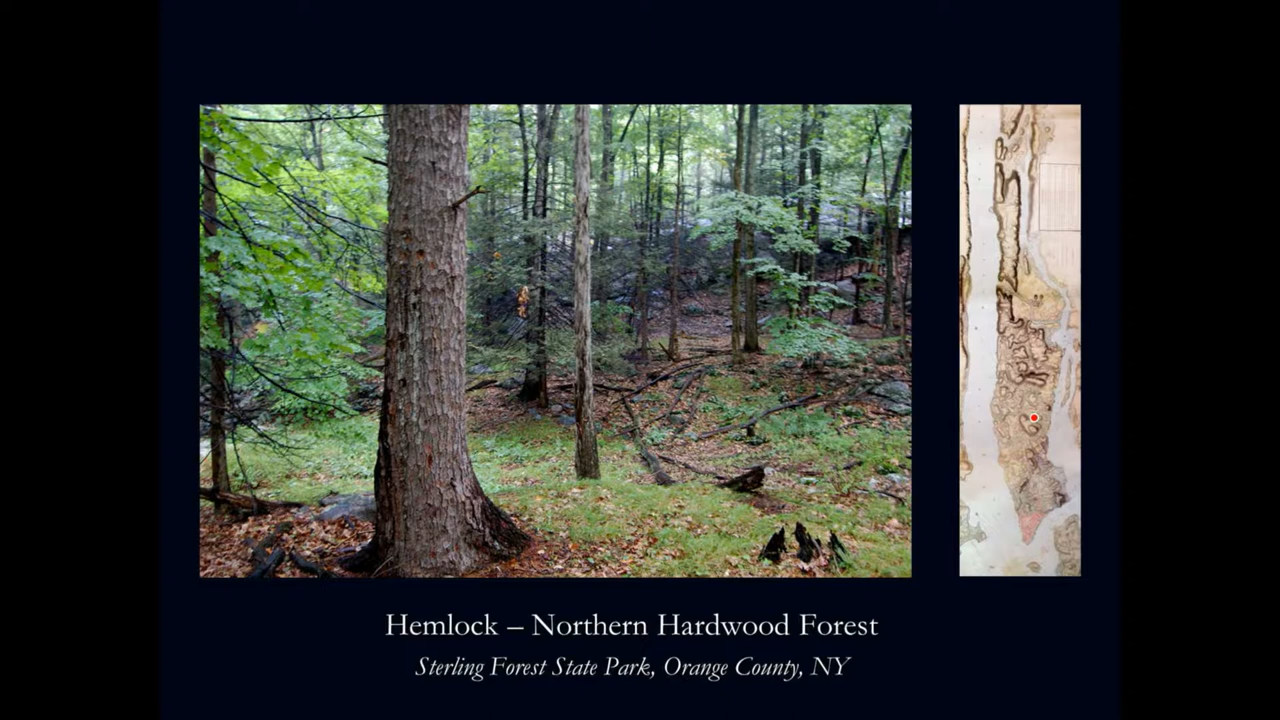 Hemlock – Northern Hardwood Forest
Sterling Forest State Park, Orange County, NY